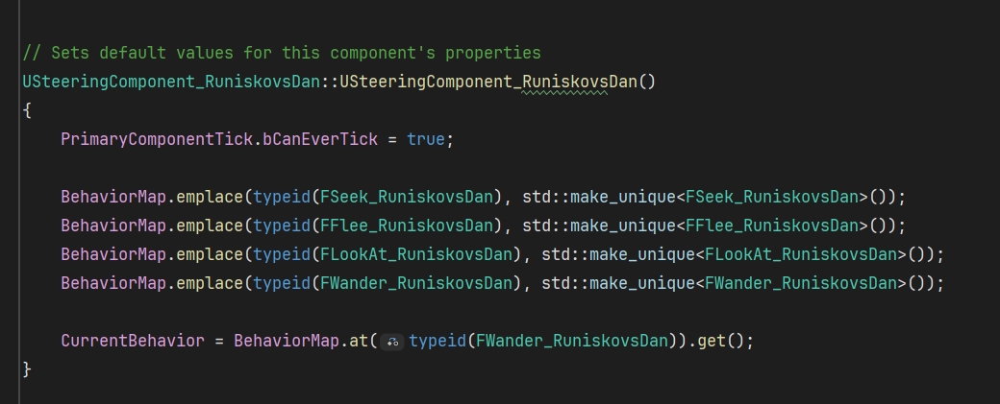 // Sets default values for this component's properties
USteeringComponent_RuniskovsDan::USteeringComponent_RuniskovsDan()
{
    PrimaryComponentTick.bCanEverTick = true;

    BehaviorMap.emplace(typeid(FSeek_RuniskovsDan), std::make_unique<FSeek_RuniskovsDan>());
    BehaviorMap.emplace(typeid(FFlee_RuniskovsDan), std::make_unique<FFlee_RuniskovsDan>());
    BehaviorMap.emplace(typeid(FLookAt_RuniskovsDan), std::make_unique<FLookAt_RuniskovsDan>());
    BehaviorMap.emplace(typeid(FWander_RuniskovsDan), std::make_unique<FWander_RuniskovsDan>());

    CurrentBehavior = BehaviorMap.at(typeid(FWander_RuniskovsDan)).get();
}